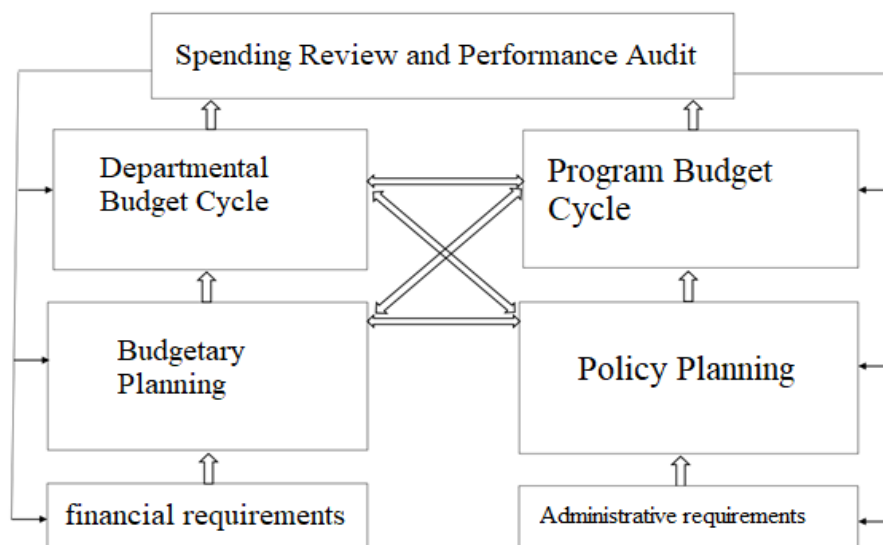 Spending Review and Performance Audit
Departmental
Budget Cycle
Program Budget
Cycle
Budgetary
Planning
Policy Planning
financial requirements
Administrative requirements